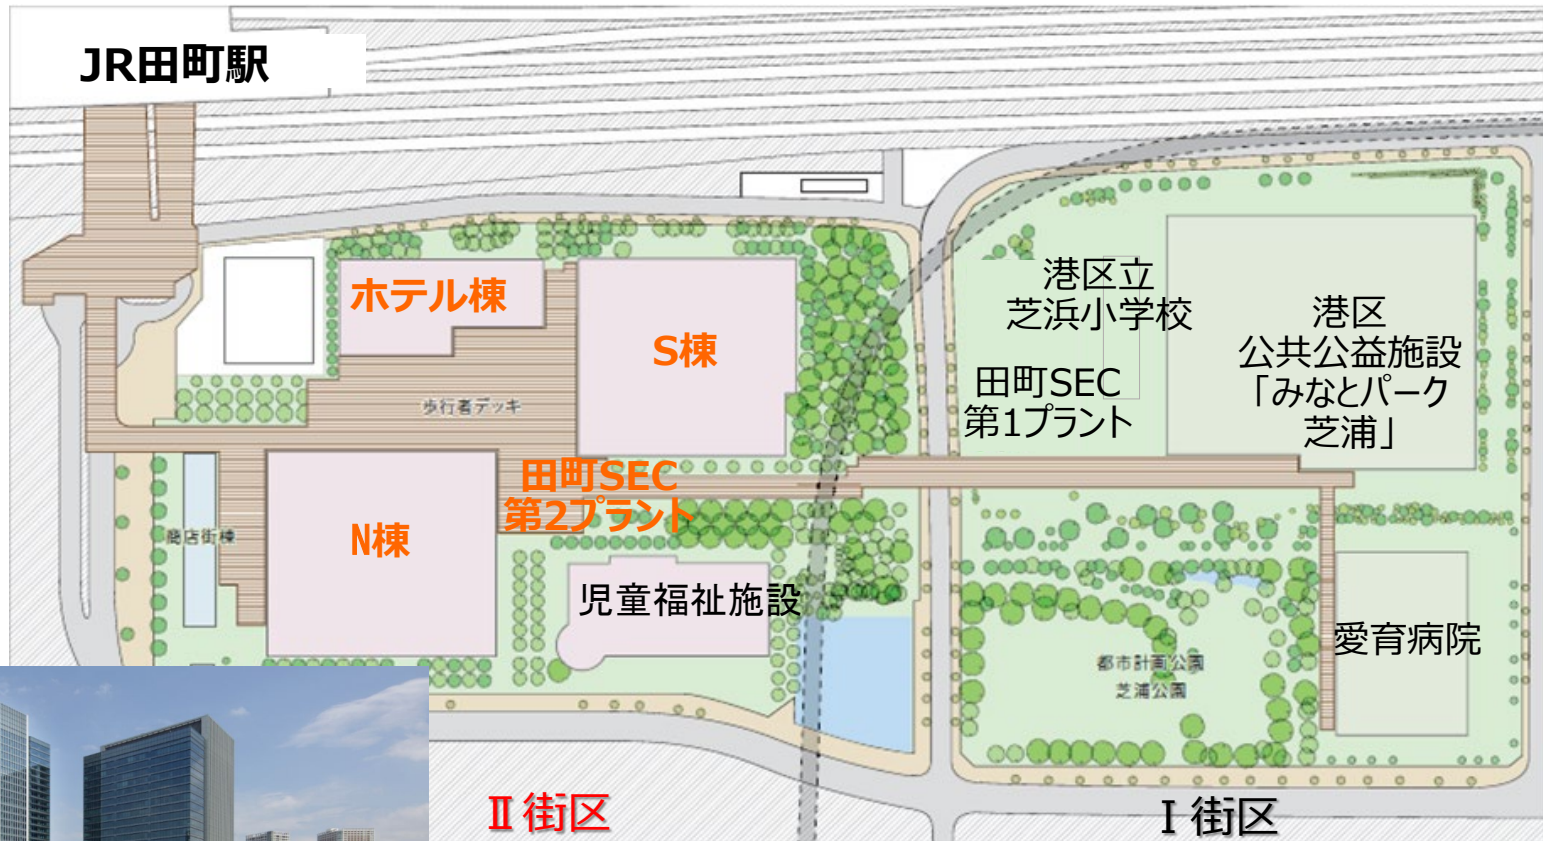 JR田町駅
ホテル棟
S棟
歩行者デッキ
田町SEC
第2プラント
N棟
商店街棟
児童福祉施設
港区立
芝浜小学校
田町SEC
第1プラント
港区
公共公益施設
「みなとパーク
芝浦」
愛育病院
都市計画公園
芝浦公園
Ⅱ街区
Ⅰ街区